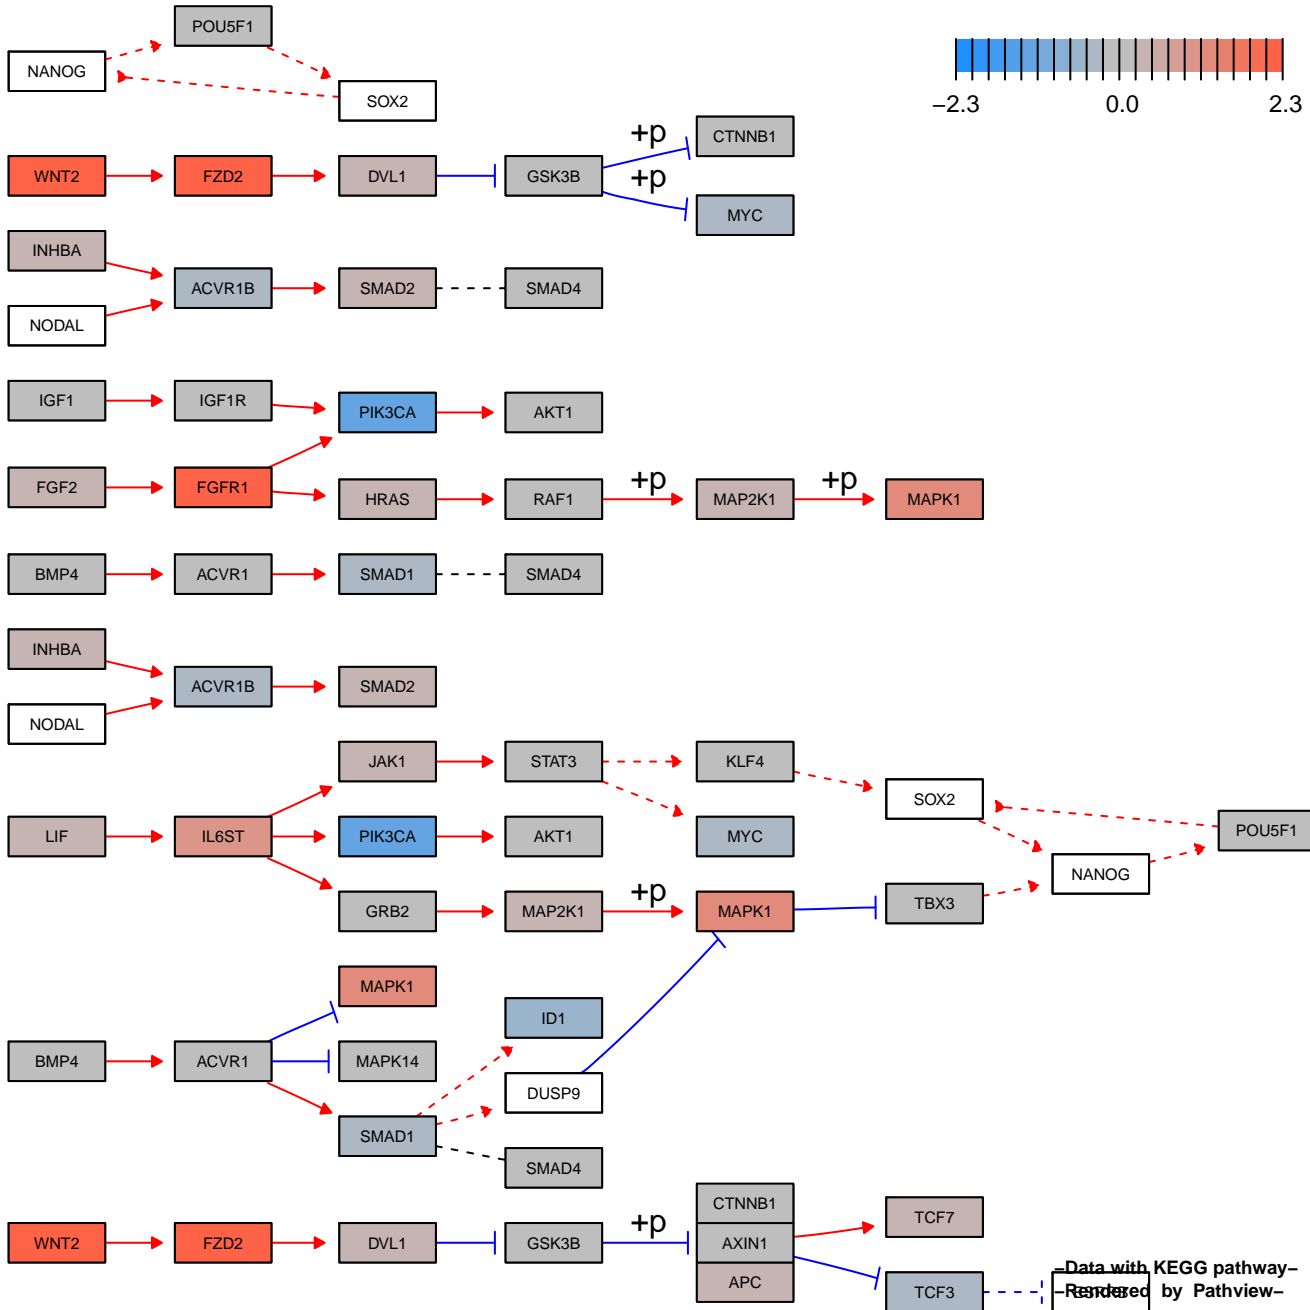 POU5F1
NANOG
SOX2
−2.3 0.0 2.3
+p
CTNNB1
WNT2 FZD2 DVL1 GSK3B
+p
MYC
INHBA
ACVR1B SMAD2 SMAD4
NODAL
IGF1 IGF1R
PIK3CA AKT1
FGF2 FGFR1
HRAS RAF1 +p MAP2K1 +p MAPK1
BMP4 ACVR1 SMAD1 SMAD4
INHBA
ACVR1B SMAD2
NODAL
JAK1 STAT3 KLF4
SOX2
POU5F1
LIF IL6ST PIK3CA AKT1 MYC
NANOG
GRB2 MAP2K1 +p MAPK1 TBX3
MAPK1
ID1
BMP4 ACVR1 MAPK14
DUSP9
SMAD1
SMAD4
CTNNB1
TCF7
WNT2 FZD2 DVL1 GSK3B +p AXIN1
APC
TCF3
−Data with KEGG pathway−
−Rendered by Pathview−